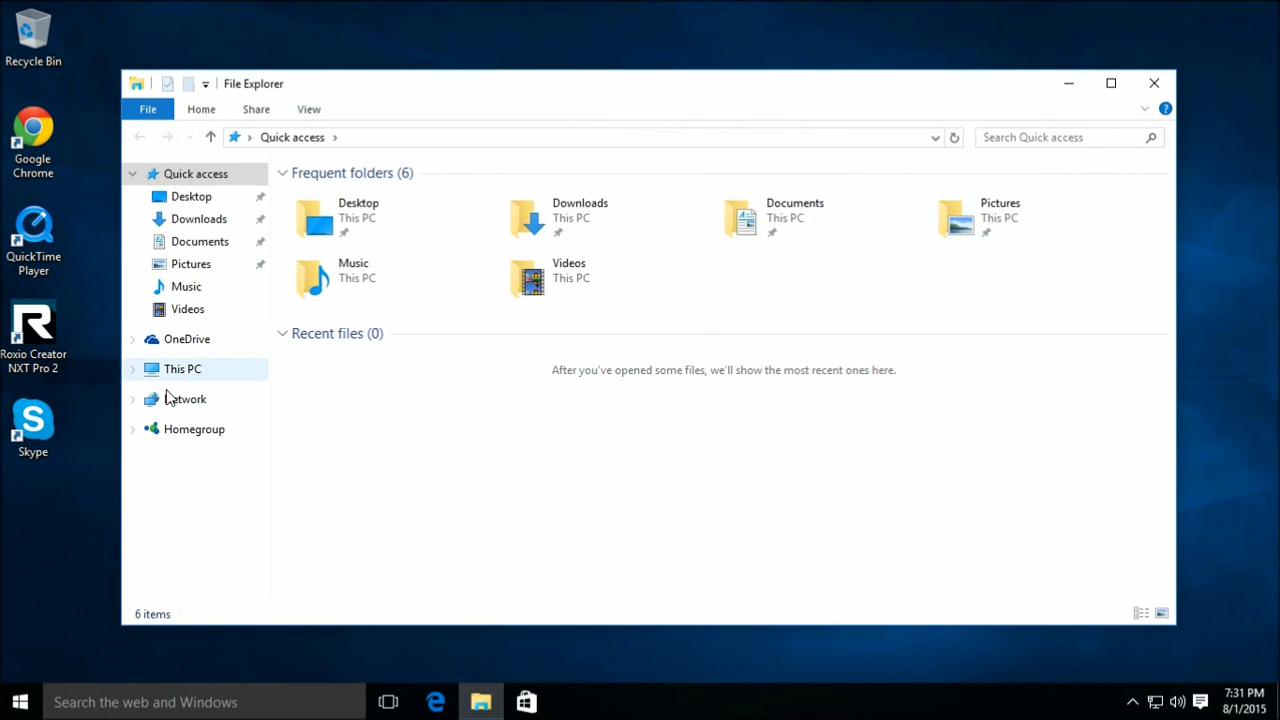 Recycle Bin
Google
Chrome
QuickTime
Player
Roxio Creator
NXT Pro 2
Skype
File Explorer
File Home Share View
Quick access
Search Quick access
Quick access
Desktop
Downloads
Documents
Pictures
Music
Videos
OneDrive
This PC
Network
Homegroup
Frequent folders (6)
Desktop
This PC
Downloads
This PC
Documents
This PC
Pictures
This PC
Music
This PC
Videos
This PC
Recent files (0)
After you've opened some files, we'll show the most recent ones here.
6 items
Search the web and Windows
7:31 PM
8/1/2015